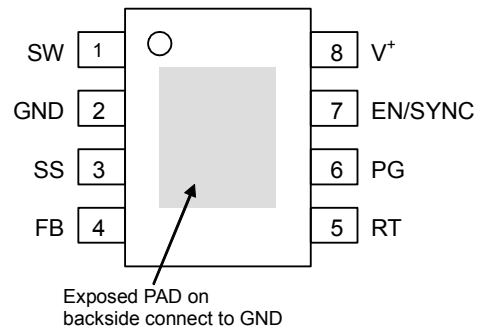 SW 1 8 V⁺
GND 2 7 EN/SYNC
SS 3 6 PG
FB 4 5 RT
Exposed PAD on
backside connect to GND